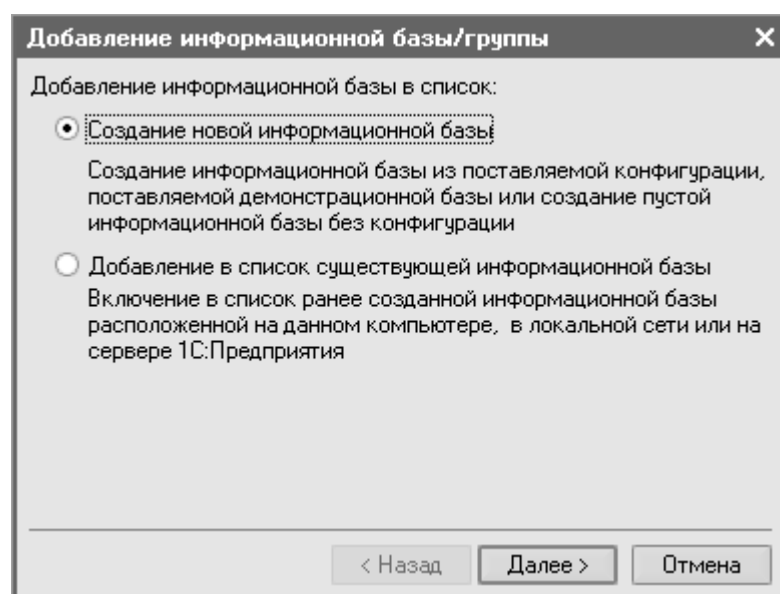 Добавление информационной базы/группы
Добавление информационной базы в список:
Создание новой информационной базы
Создание информационной базы из поставляемой конфигурации,
поставляемой демонстрационной базы или создание пустой
информационной базы без конфигурации
Добавление в список существующей информационной базы
Включение в список ранее созданной информационной базы
расположенной на данном компьютере, в локальной сети или на
сервере 1С:Предприятия
< Назад Далее > Отмена